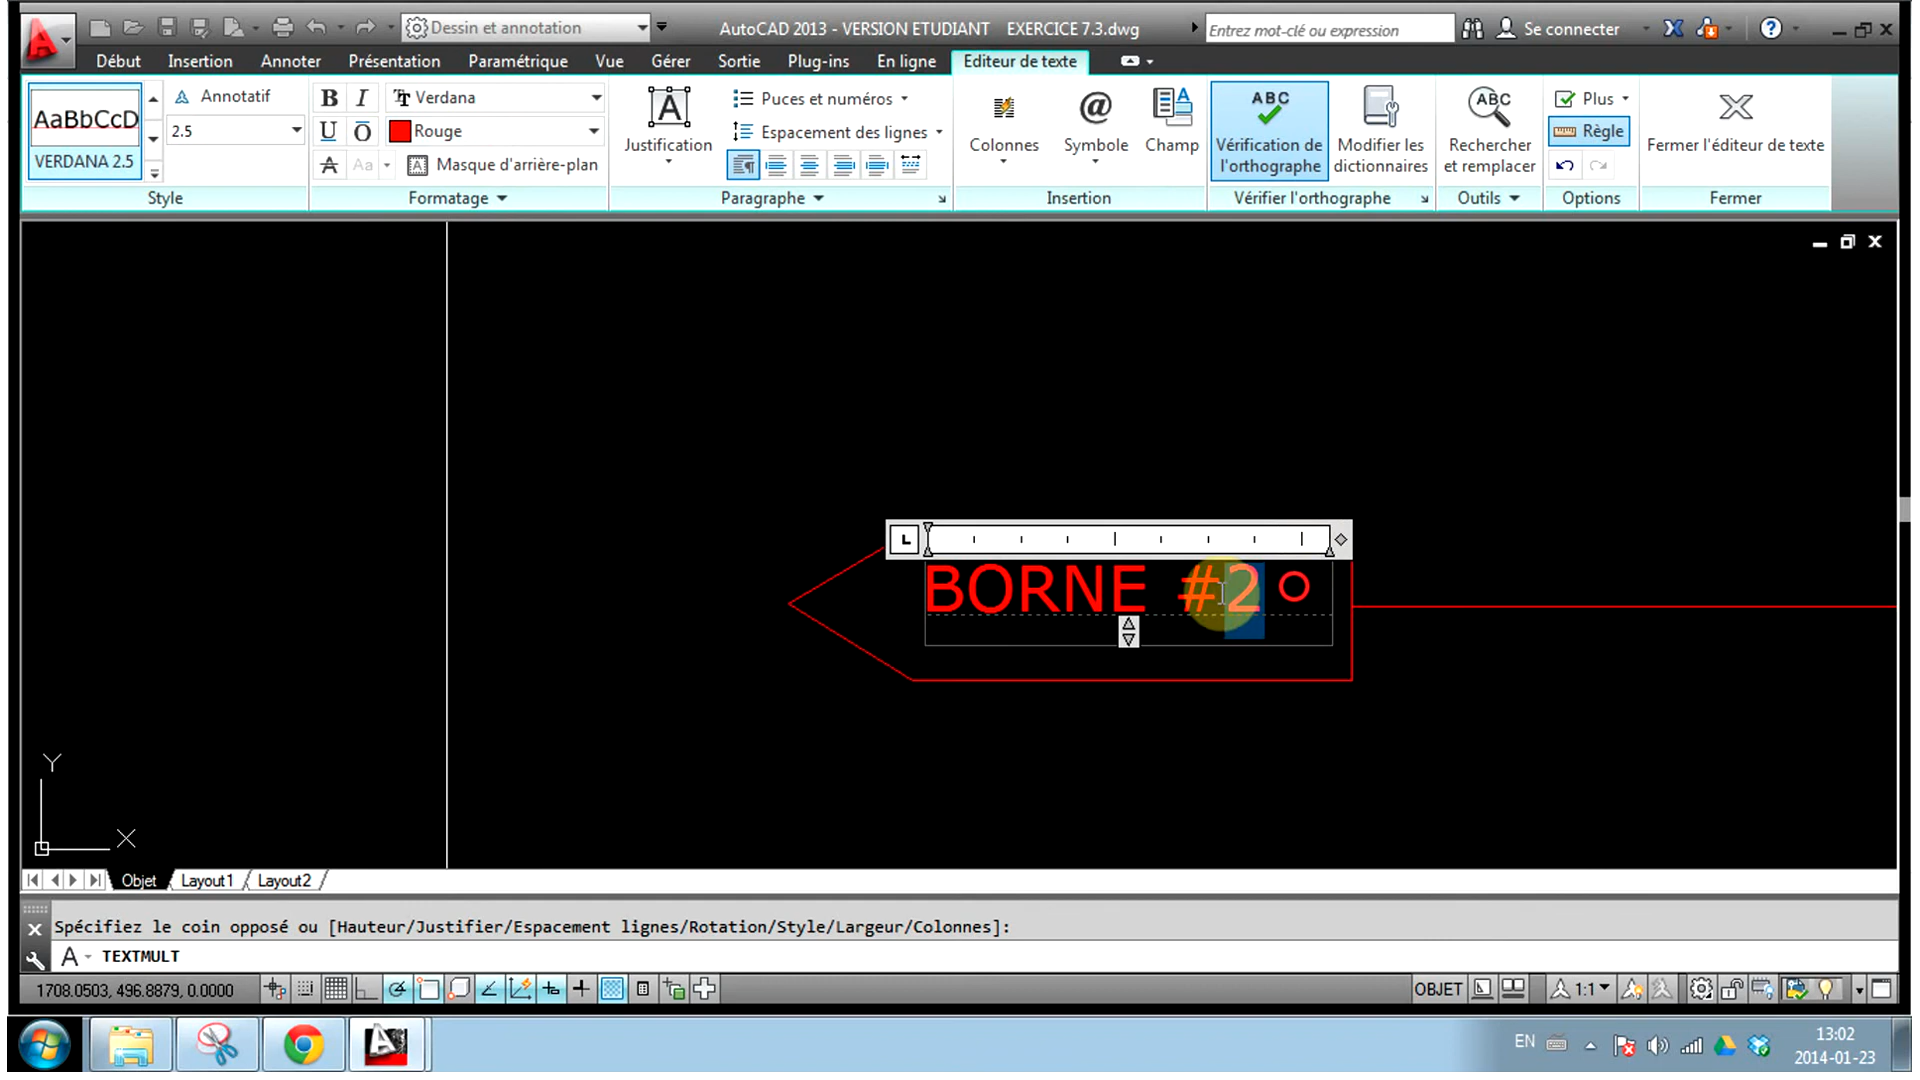 Dessin et annotation
AutoCAD 2013 - VERSION ETUDIANT EXERCICE 7.3.dwg
Entrez mot-clé ou expression
Se connecter
Début Insertion Annoter Présentation Paramétrique Vue Gérer Sortie Plug-ins En ligne Editeur de texte
AaBbCcD
VERDANA 2.5
Annotatif
2.5
Style
B I Verdana
U O Rouge
A Aa Masque d'arrière-plan
Formatage
A
Justification
Puces et numéros
Espacement des lignes
Paragraphe
Colonnes
@
Symbole
Champ
Insertion
ABC
Vérification de
l'orthographe
Modifier les
dictionnaires
Vérifier l'orthographe
ABC
Rechercher
et remplacer
Outils
Plus
Règle
Options
Fermer l'éditeur de texte
Fermer
L
BORNE #2 O
Y
X
Objet Layout1 Layout2
Spécifiez le coin opposé ou [Hauteur/Justifier/Espacement lignes/Rotation/Style/Largeur/Colonnes]:
A TEXTMULT
1708.0503, 496.8879, 0.0000
OBJET
1:1
EN
13:02
2014-01-23